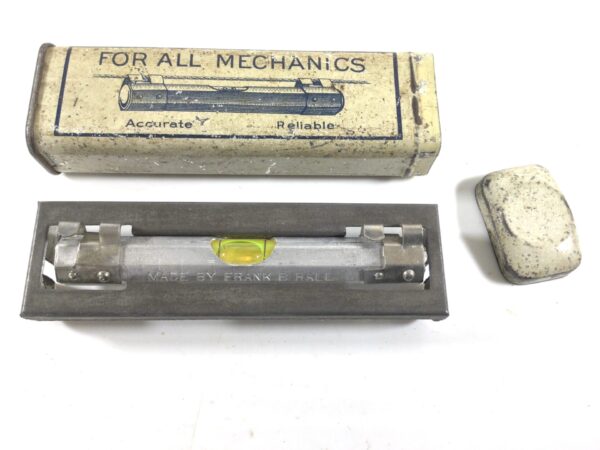 FOR ALL MECHANiCS
Accurate Reliable
MADE BY FRANK B HALL